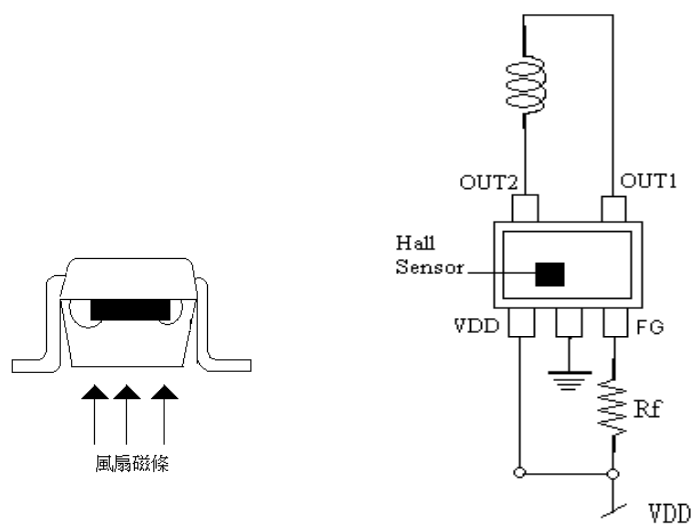 風扇磁條
OUT2
OUT1
Hall
Sensor
VDD
FG
Rf
VDD